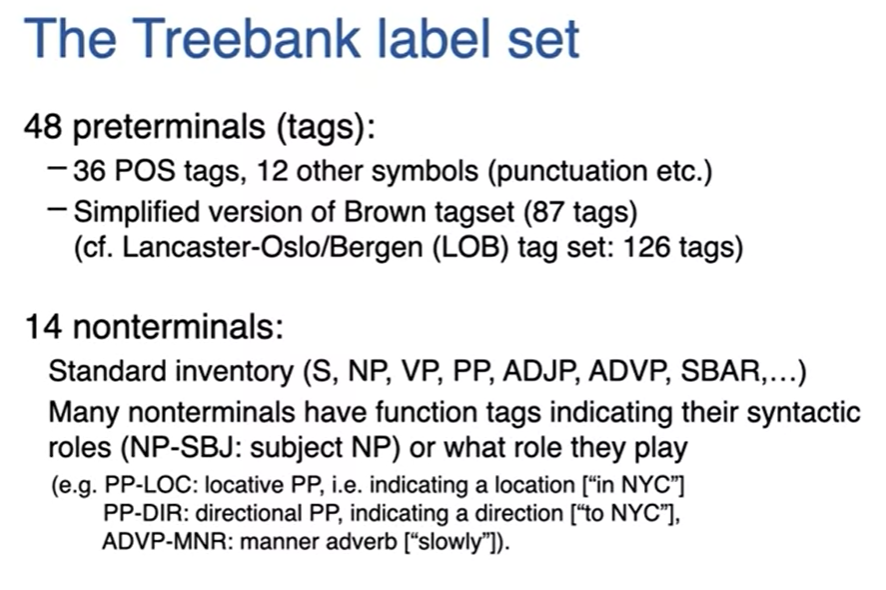 The Treebank label set
48 preterminals (tags):
– 36 POS tags, 12 other symbols (punctuation etc.)
– Simplified version of Brown tagset (87 tags)
(cf. Lancaster-Oslo/Bergen (LOB) tag set: 126 tags)
14 nonterminals:
Standard inventory (S, NP, VP, PP, ADJP, ADVP, SBAR,…)
Many nonterminals have function tags indicating their syntactic
roles (NP-SBJ: subject NP) or what role they play
(e.g. PP-LOC: locative PP, i.e. indicating a location [“in NYC”]
PP-DIR: directional PP, indicating a direction [“to NYC”],
ADVP-MNR: manner adverb [“slowly”]).